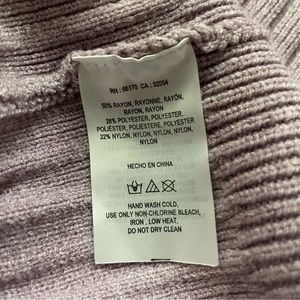 RN : 66170 CA : 32054
50% RAYON, RAYONNE, RAYÓN,
RAYON, RAYON
28% POLYESTER, POLYESTER,
POLIÉSTER, POLIESTERE, POLYESTER
22% NYLON, NYLON, NYLON, NYLON,
NYLON
HECHO EN CHINA
HAND WASH COLD,
USE ONLY NON-CHLORINE BLEACH,
IRON , LOW HEAT,
DO NOT DRY CLEAN